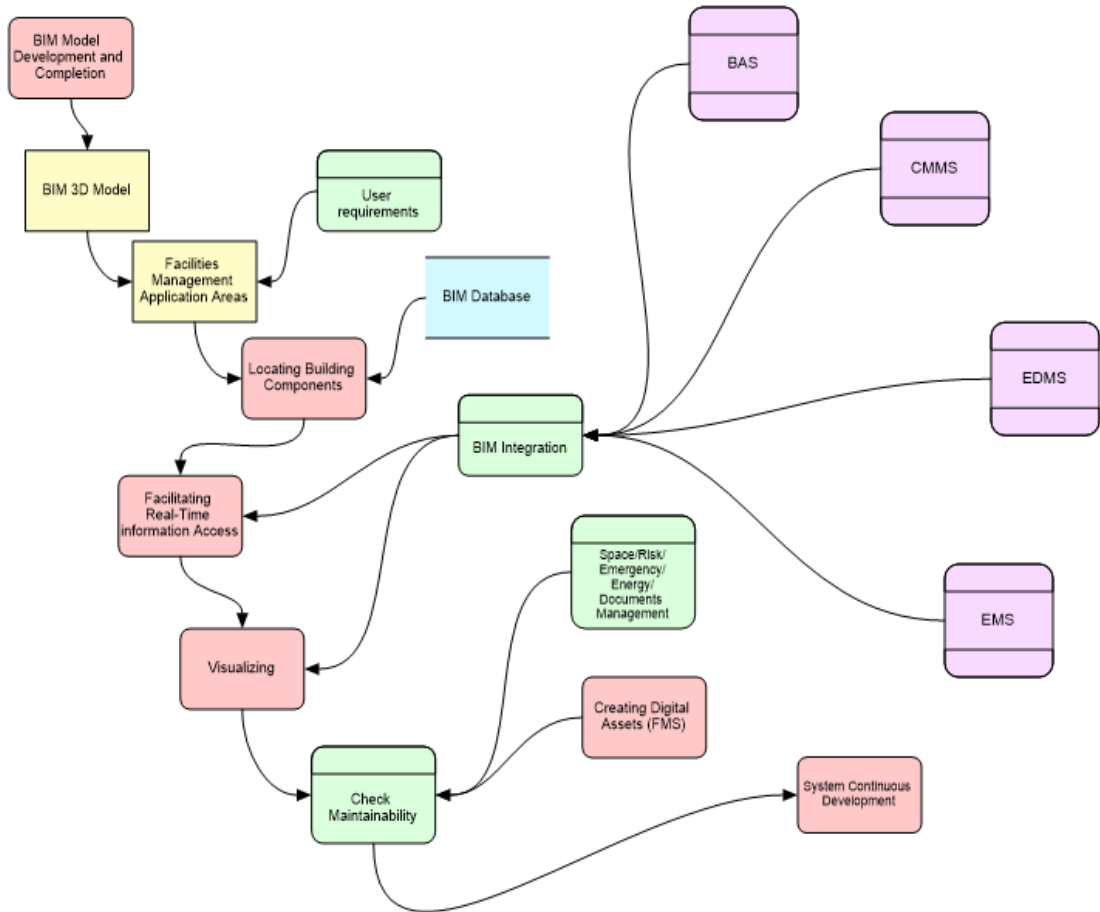 BIM Model
Development and
Completion
BAS
CMMS
BIM 3D Model
User
requirements
Facilities
Management
Application Areas
BIM Database
Locating Building
Components
EDMS
BIM Integration
Facilitating
Real-Time
information Access
Space/Risk/
Emergency/
Energy/
Documents
Management
EMS
Visualizing
Creating Digital
Assets (FMS)
Check
Maintainability
System Continuous
Development